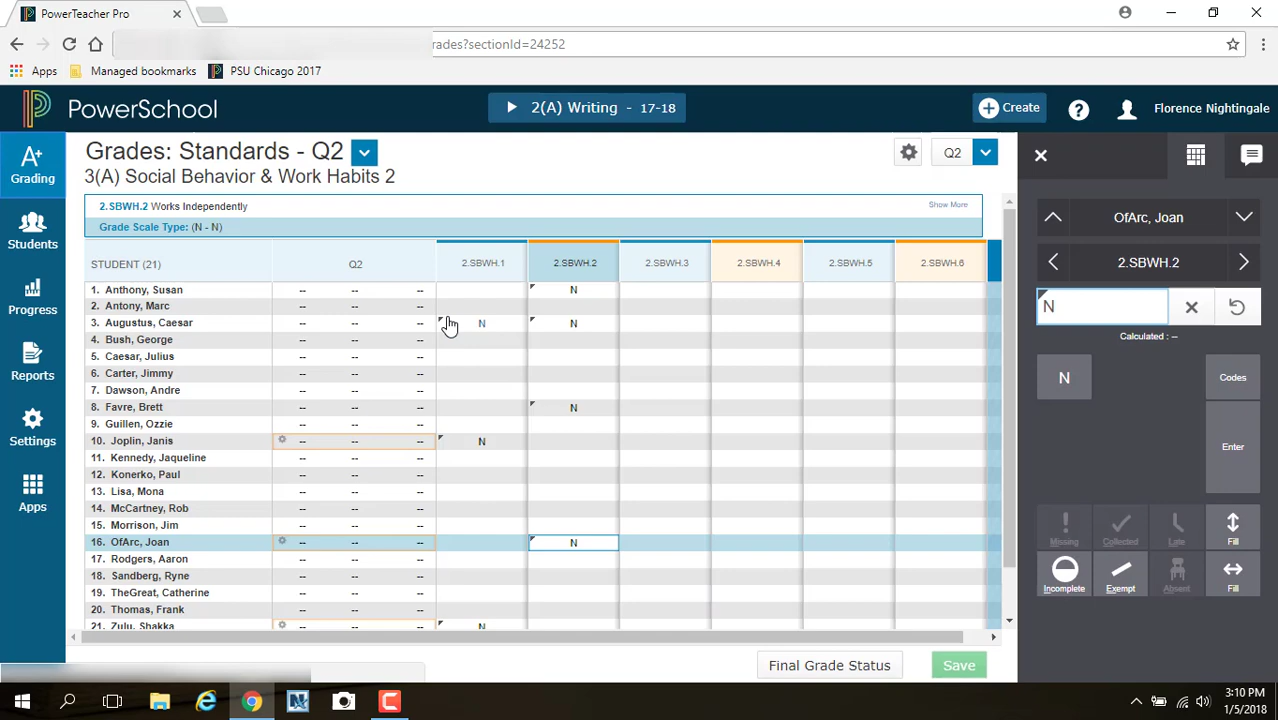 PowerTeacher Pro
grades?sectionId=24252
Apps Managed bookmarks PSU Chicago 2017
PowerSchool
2(A) Writing - 17-18
Create
Florence Nightingale
A+
Grading
Students
Progress
Reports
Settings
Apps
Grades: Standards - Q2
Q2
3(A) Social Behavior & Work Habits 2
2.SBWH.2 Works Independently
Show More
Grade Scale Type: (N - N)
STUDENT (21) Q2 2.SBWH.1 2.SBWH.2 2.SBWH.3 2.SBWH.4 2.SBWH.5 2.SBWH.6
1. Anthony, Susan -- -- -- N
2. Antony, Marc -- -- --
3. Augustus, Caesar -- -- -- N N
4. Bush, George -- -- --
5. Caesar, Julius -- -- --
6. Carter, Jimmy -- -- --
7. Dawson, Andre -- -- --
8. Favre, Brett -- -- -- N
9. Guillen, Ozzie -- -- --
10. Joplin, Janis -- -- -- N
11. Kennedy, Jaqueline -- -- --
12. Konerko, Paul -- -- --
13. Lisa, Mona -- -- --
14. McCartney, Rob -- -- --
15. Morrison, Jim -- -- --
16. OfArc, Joan -- -- -- N
17. Rodgers, Aaron -- -- --
18. Sandberg, Ryne -- -- --
19. TheGreat, Catherine -- -- --
20. Thomas, Frank -- -- --
21. Zulu, Shakka -- -- -- N
Final Grade Status
Save
OfArc, Joan
2.SBWH.2
N
Calculated : --
N
Codes
Enter
Missing Collected Late Fill
Incomplete Exempt Absent Fill
3:10 PM
1/5/2018